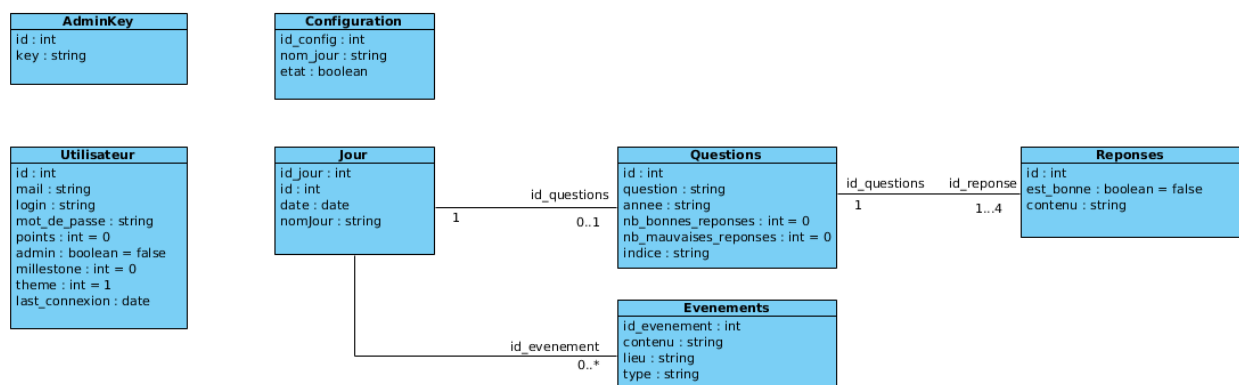 AdminKey
id : int
key : string
Configuration
id_config : int
nom_jour : string
etat : boolean
Utilisateur
id : int
mail : string
login : string
mot_de_passe : string
points : int = 0
admin : boolean = false
millestone : int = 0
theme : int = 1
last_connexion : date
Jour
id_jour : int
id : int
date : date
nomJour : string
id_questions
1
0..1
Questions
id : int
question : string
annee : string
nb_bonnes_reponses : int = 0
nb_mauvaises_reponses : int = 0
indice : string
id_questions
id_reponse
1
1...4
Reponses
id : int
est_bonne : boolean = false
contenu : string
id_evenement
0..*
Evenements
id_evenement : int
contenu : string
lieu : string
type : string